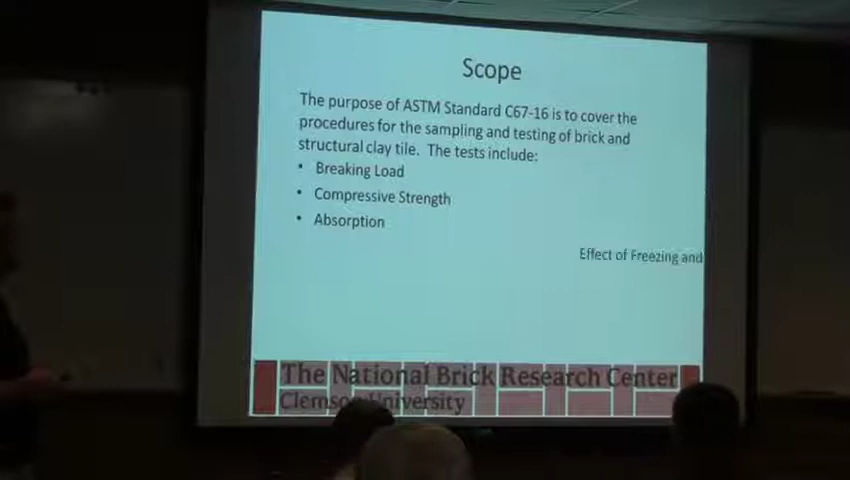 Scope
The purpose of ASTM Standard C67-16 is to cover the
procedures for the sampling and testing of brick and
structural clay tile. The tests include:
• Breaking Load
• Compressive Strength
• Absorption
Effect of Freezing and
The National Brick Research Center
Clemson University